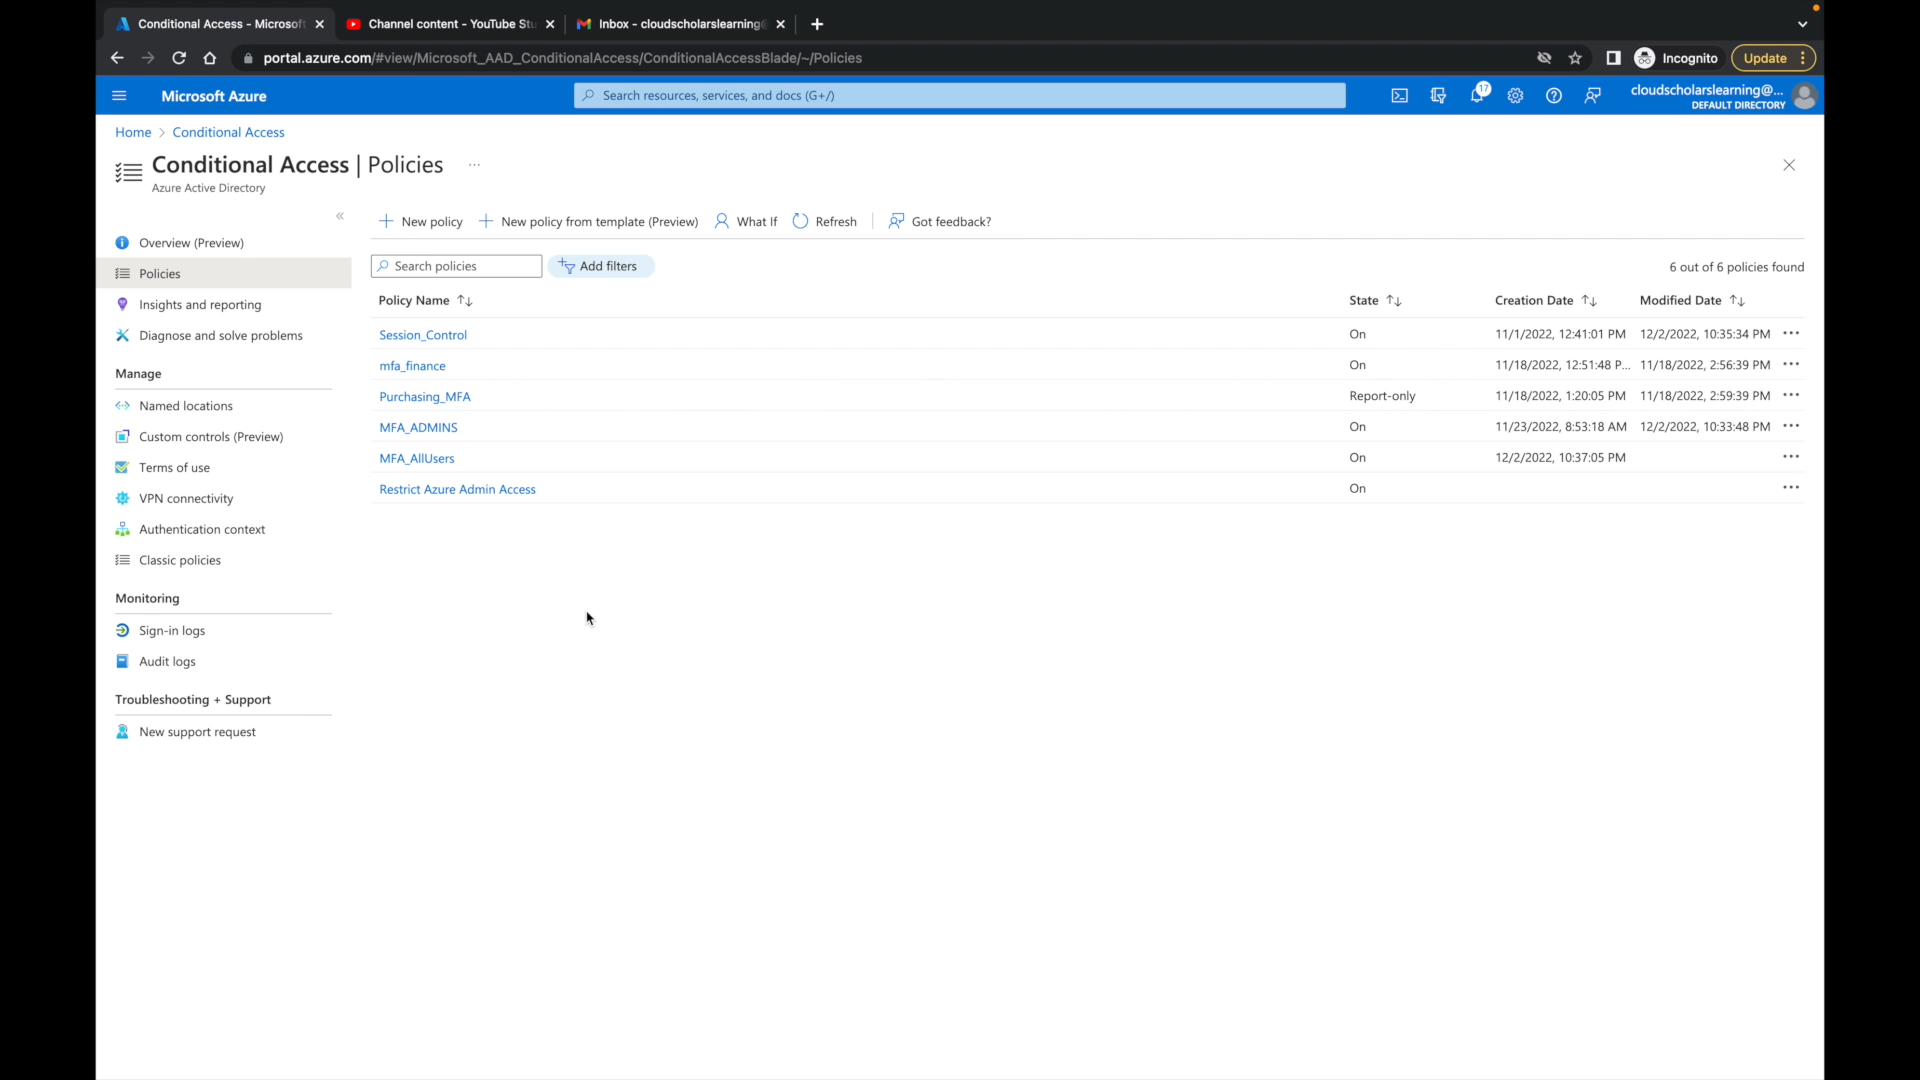 Conditional Access - Microsoft
Channel content - YouTube Stu
Inbox - cloudscholarslearning@
portal.azure.com/#view/Microsoft_AAD_ConditionalAccess/ConditionalAccessBlade/~/Policies
Incognito
Update
Microsoft Azure
Search resources, services, and docs (G+/)
17
cloudscholarslearning@...
DEFAULT DIRECTORY
Home > Conditional Access
Conditional Access | Policies ...
Azure Active Directory
«
New policy
New policy from template (Preview)
What If
Refresh
Got feedback?
Overview (Preview)
Policies
Insights and reporting
Diagnose and solve problems
Manage
Named locations
Custom controls (Preview)
Terms of use
VPN connectivity
Authentication context
Classic policies
Monitoring
Sign-in logs
Audit logs
Troubleshooting + Support
New support request
Search policies
Add filters
6 out of 6 policies found
Policy Name ↑↓ State ↑↓ Creation Date ↑↓ Modified Date ↑↓
Session_Control On 11/1/2022, 12:41:01 PM 12/2/2022, 10:35:34 PM ...
mfa_finance On 11/18/2022, 12:51:48 P... 11/18/2022, 2:56:39 PM ...
Purchasing_MFA Report-only 11/18/2022, 1:20:05 PM 11/18/2022, 2:59:39 PM ...
MFA_ADMINS On 11/23/2022, 8:53:18 AM 12/2/2022, 10:33:48 PM ...
MFA_AllUsers On 12/2/2022, 10:37:05 PM ...
Restrict Azure Admin Access On ...